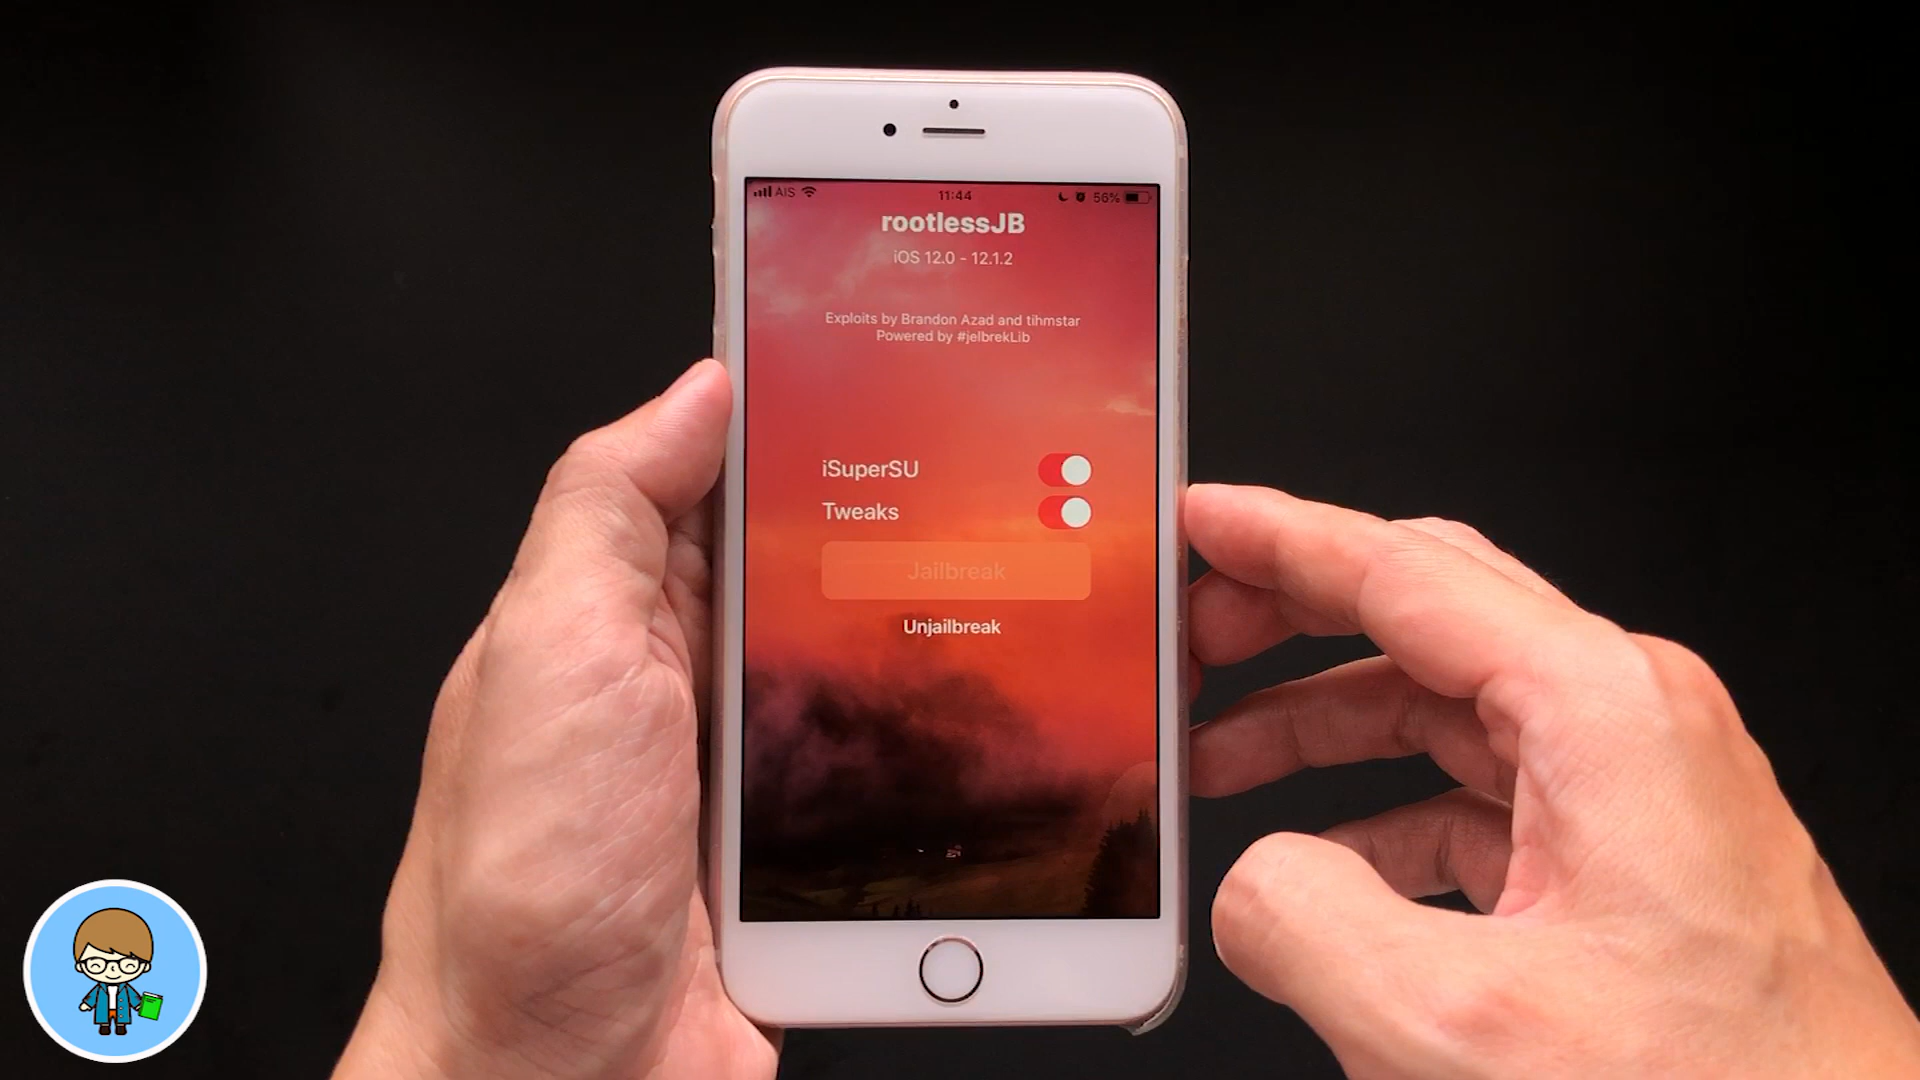 AIS
11:44
56%
rootlessJB
iOS 12.0 - 12.1.2
Exploits by Brandon Azad and tihmstar
Powered by #jelbrekLib
iSuperSU
Tweaks
Jailbreak
Unjailbreak